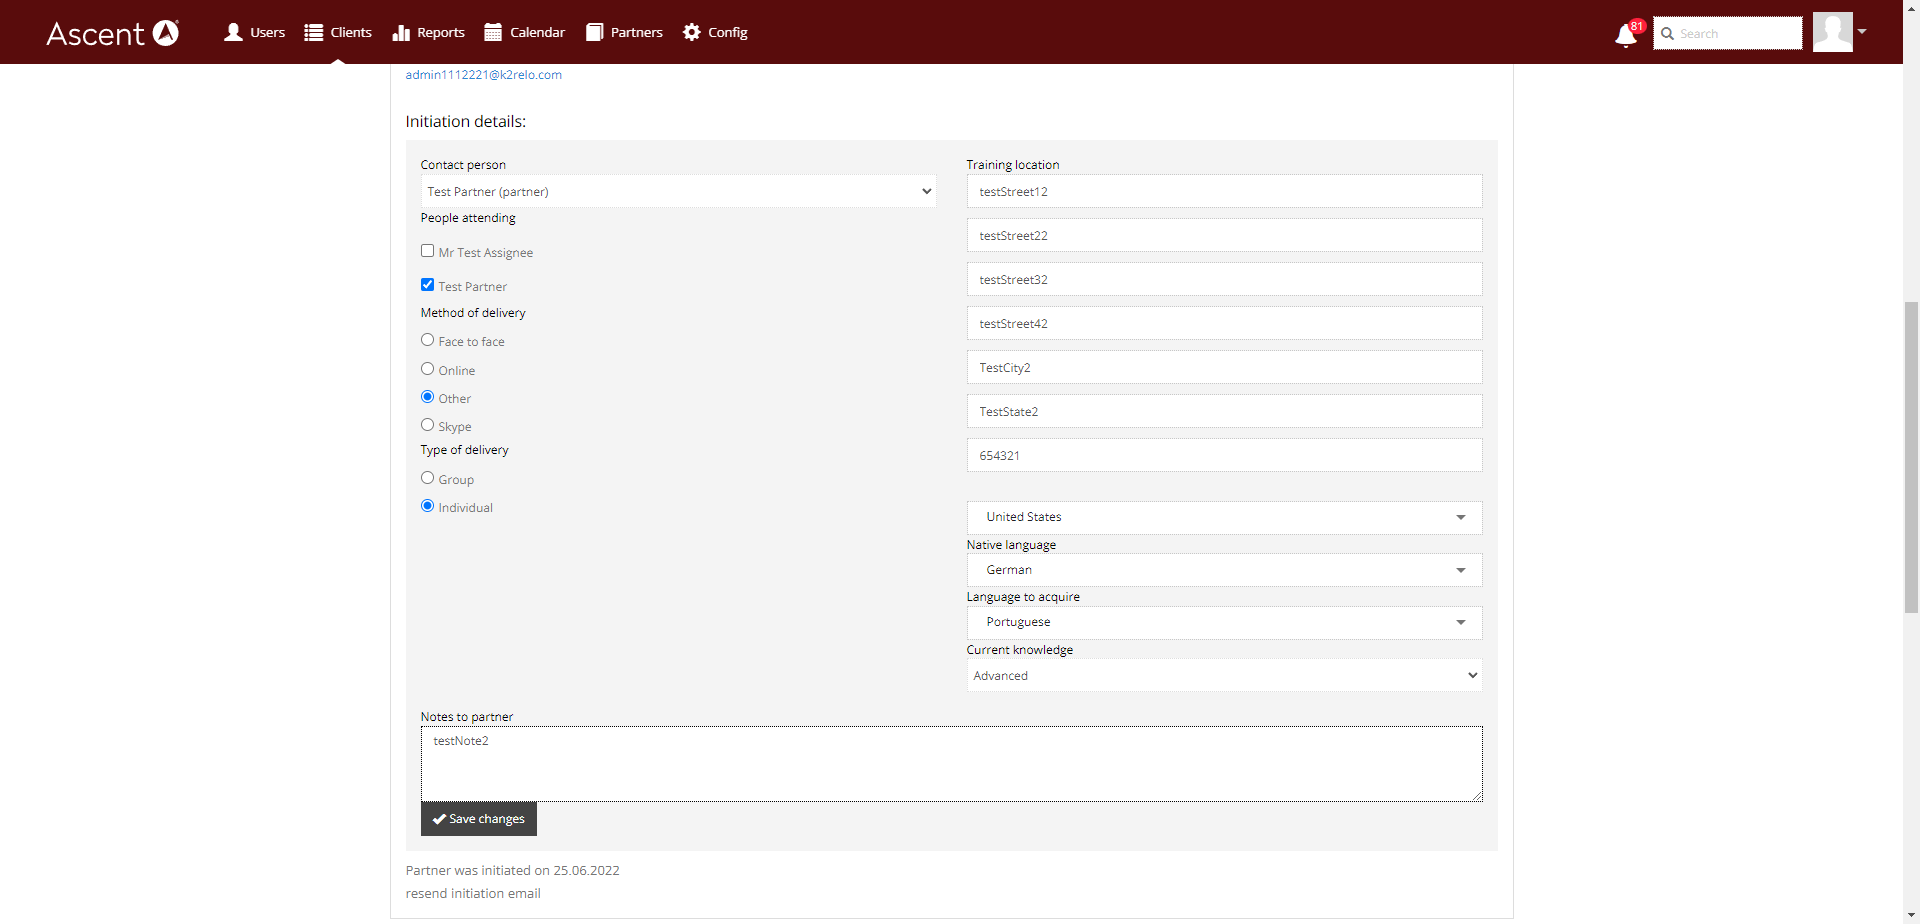 Ascent
Users
Clients
Reports
Calendar
Partners
Config
81
Search
admin1112221@k2relo.com
Initiation details:
Contact person
Test Partner (partner)
People attending
Mr Test Assignee
Test Partner
Method of delivery
Face to face
Online
Other
Skype
Type of delivery
Group
Individual
Training location
testStreet12
testStreet22
testStreet32
testStreet42
TestCity2
TestState2
654321
United States
Native language
German
Language to acquire
Portuguese
Current knowledge
Advanced
Notes to partner
testNote2
Save changes
Partner was initiated on 25.06.2022
resend initiation email